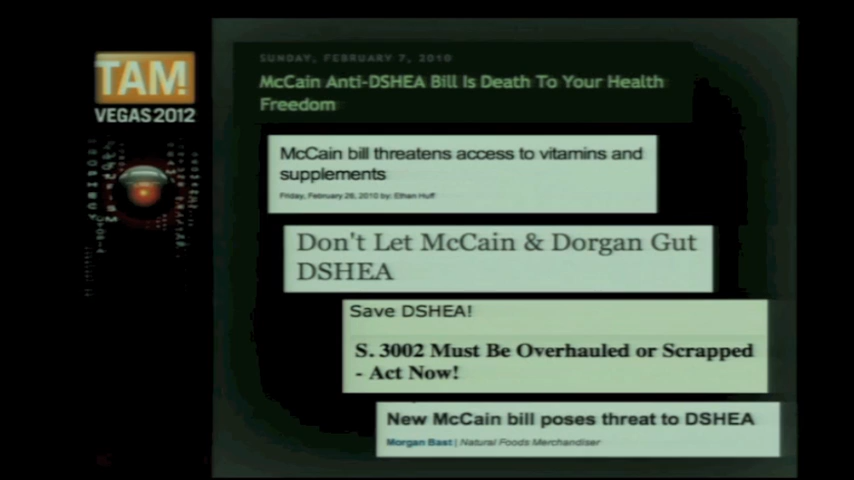 TAM!
VEGAS 2012
SUNDAY, FEBRUARY 7, 2010
McCain Anti-DSHEA Bill Is Death To Your Health
Freedom
McCain bill threatens access to vitamins and
supplements
Friday, February 26, 2010 by: Ethan Huff
Don't Let McCain & Dorgan Gut
DSHEA
Save DSHEA!
S. 3002 Must Be Overhauled or Scrapped
- Act Now!
New McCain bill poses threat to DSHEA
Morgan Bast | Natural Foods Merchandiser